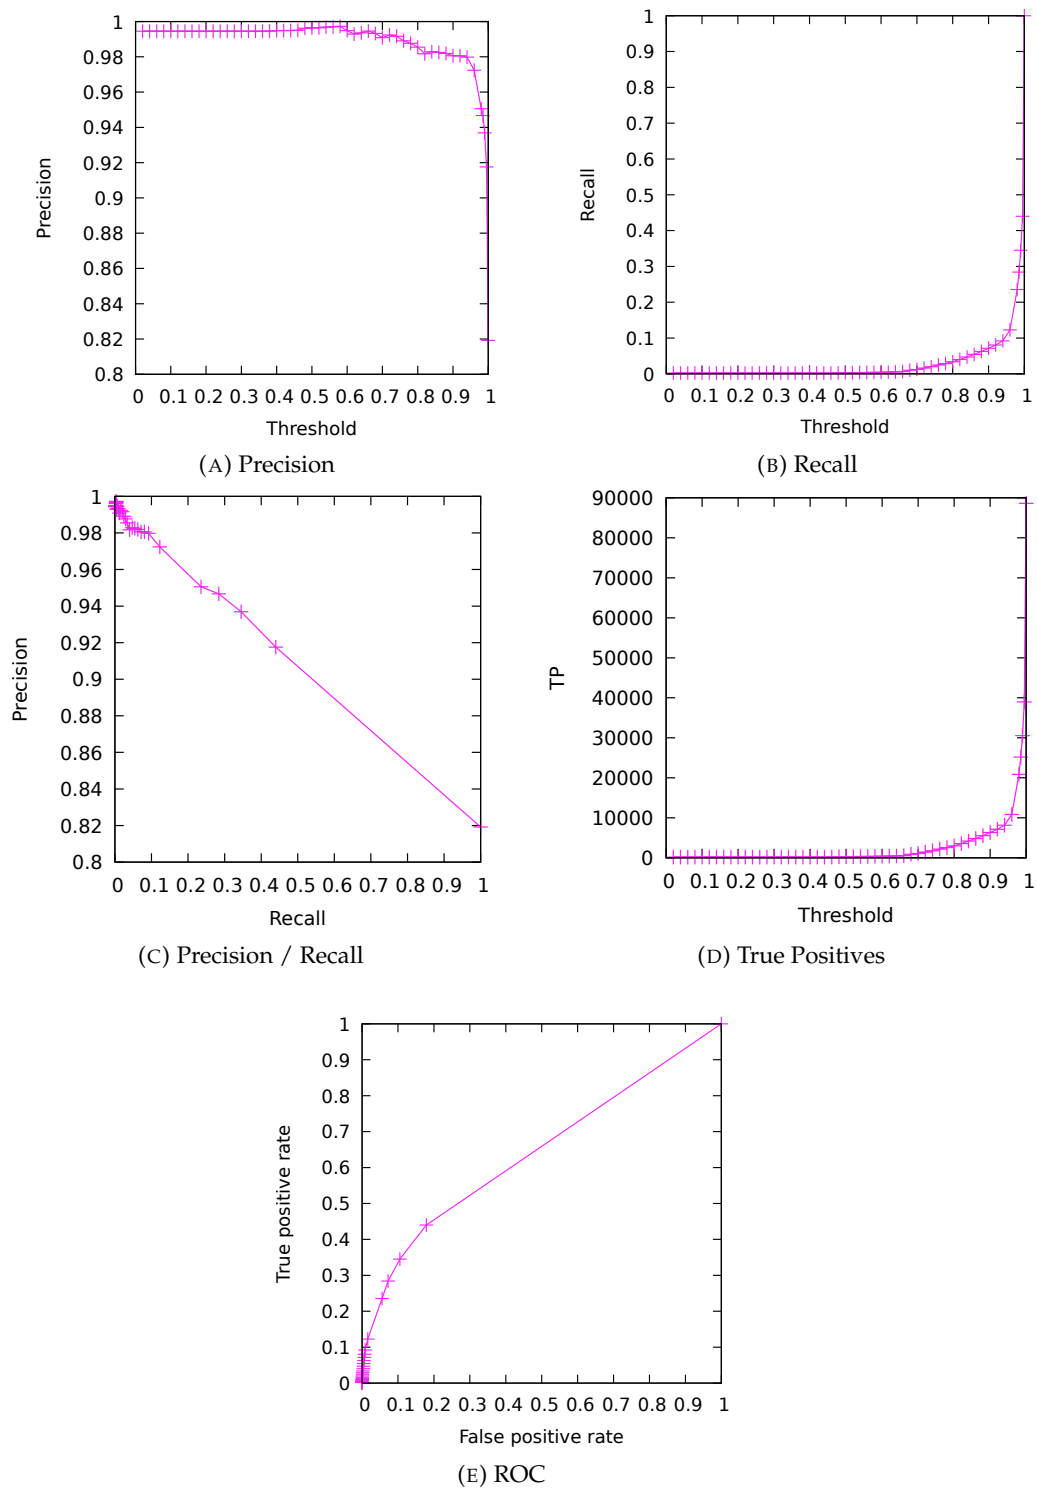 1
0.98
0.96
0.94
0.92
0.9
0.88
0.86
0.84
0.82
0.8
Precision
0 0.1 0.2 0.3 0.4 0.5 0.6 0.7 0.8 0.9 1
Threshold
(A) Precision
1
0.9
0.8
0.7
0.6
0.5
0.4
0.3
0.2
0.1
0
Recall
0 0.1 0.2 0.3 0.4 0.5 0.6 0.7 0.8 0.9 1
Threshold
(B) Recall
1
0.98
0.96
0.94
0.92
0.9
0.88
0.86
0.84
0.82
0.8
Precision
0 0.1 0.2 0.3 0.4 0.5 0.6 0.7 0.8 0.9 1
Recall
(C) Precision / Recall
90000
80000
70000
60000
50000
40000
30000
20000
10000
0
TP
0 0.1 0.2 0.3 0.4 0.5 0.6 0.7 0.8 0.9 1
Threshold
(D) True Positives
1
0.9
0.8
0.7
0.6
0.5
0.4
0.3
0.2
0.1
0
True positive rate
0 0.1 0.2 0.3 0.4 0.5 0.6 0.7 0.8 0.9 1
False positive rate
(E) ROC